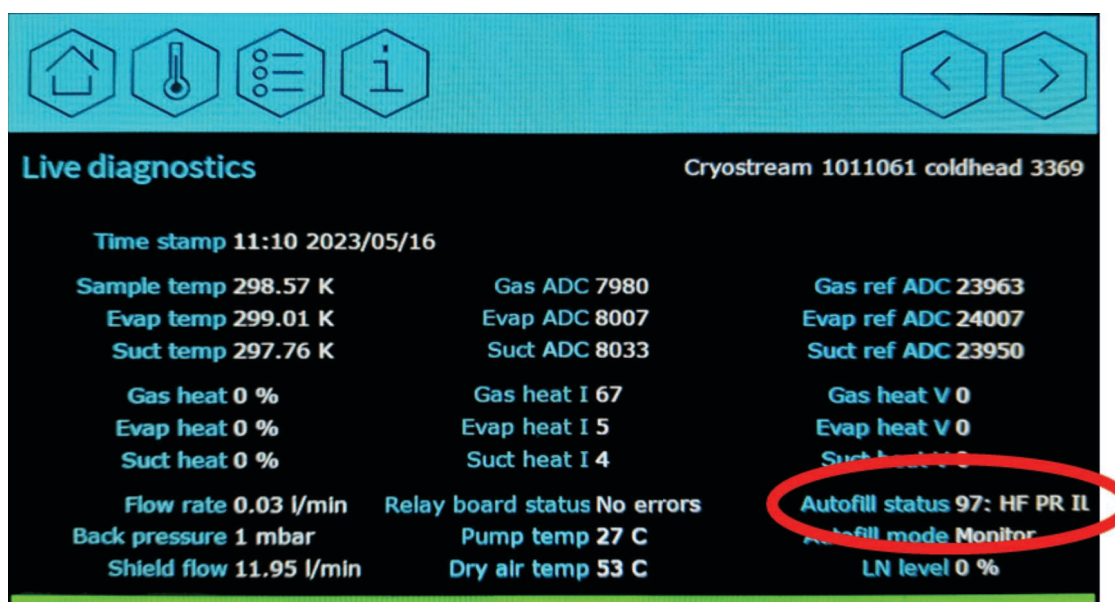 Live diagnostics
Cryostream 1011061 coldhead 3369
Time stamp 11:10 2023/05/16
Sample temp 298.57 K Gas ADC 7980 Gas ref ADC 23963
Evap temp 299.01 K Evap ADC 8007 Evap ref ADC 24007
Suct temp 297.76 K Suct ADC 8033 Suct ref ADC 23950
Gas heat 0 % Gas heat I 67 Gas heat V 0
Evap heat 0 % Evap heat I 5 Evap heat V 0
Suct heat 0 % Suct heat I 4 Suct heat V 0
Flow rate 0.03 l/min Relay board status No errors Autofill status 97: HF PR IL
Back pressure 1 mbar Pump temp 27 C Autofill mode Monitor
Shield flow 11.95 l/min Dry air temp 53 C LN level 0 %